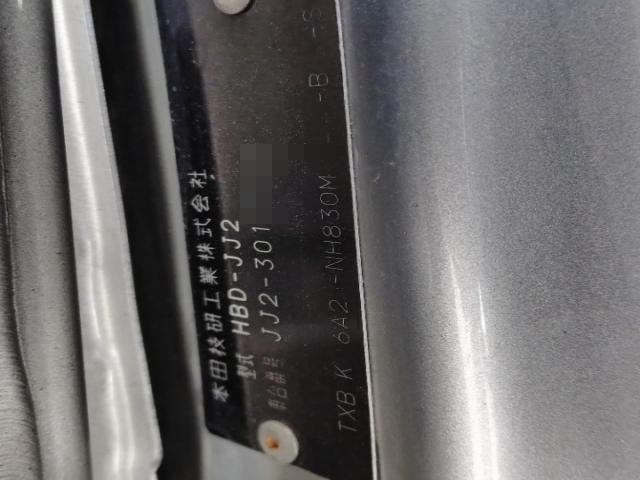 本田技研工業株式会社
型式 HBD-JJ2
車台番号 JJ2-301
TXB K 6A2 -NH830M - -B -S